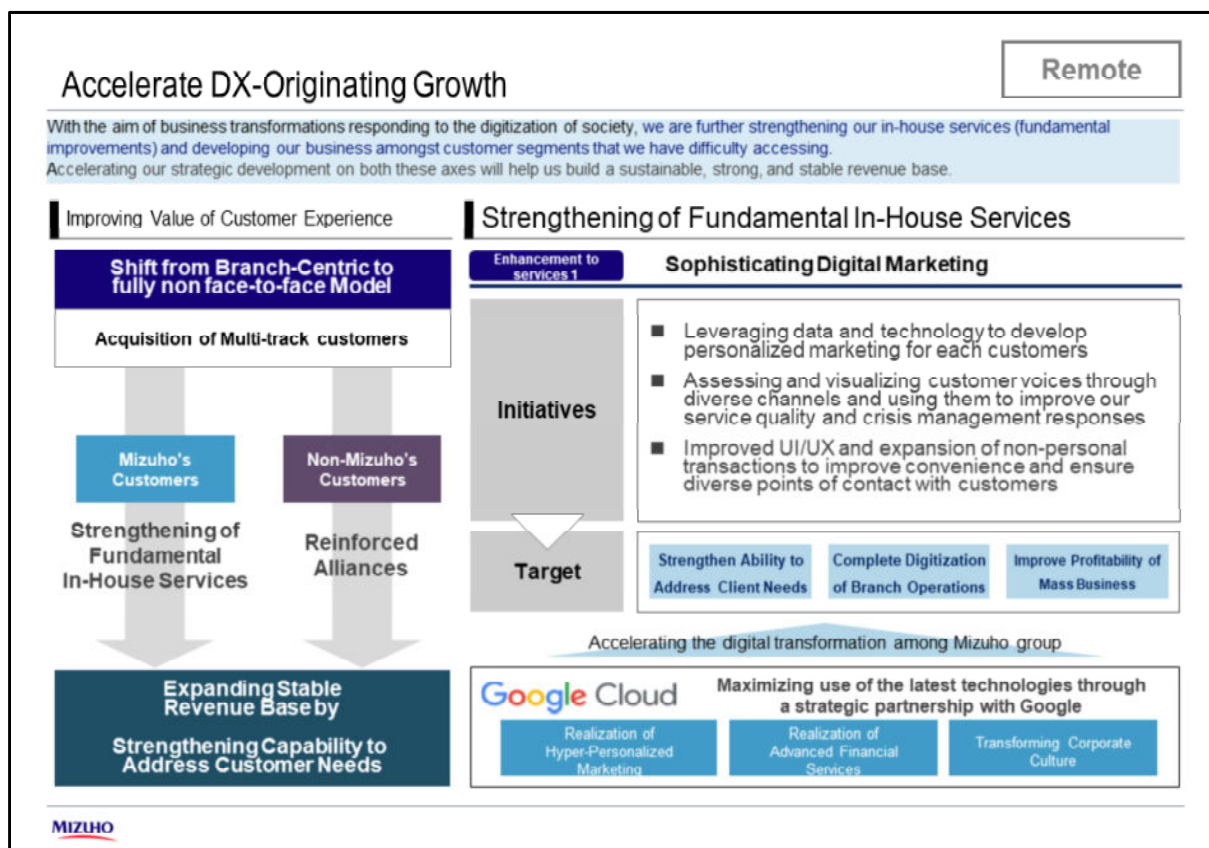 Accelerate DX-Originating Growth
Remote
With the aim of business transformations responding to the digitization of society, we are further strengthening our in-house services (fundamental
improvements) and developing our business amongst customer segments that we have difficulty accessing.
Accelerating our strategic development on both these axes will help us build a sustainable, strong, and stable revenue base.
Improving Value of Customer Experience
Shift from Branch-Centric to
fully non face-to-face Model
Acquisition of Multi-track customers
Mizuho's
Customers
Non-Mizuho's
Customers
Strengthening of
Fundamental
In-House Services
Reinforced
Alliances
Expanding Stable
Revenue Base by
Strengthening Capability to
Address Customer Needs
Strengthening of Fundamental In-House Services
Enhancement to
services 1
Sophisticating Digital Marketing
Initiatives
■ Leveraging data and technology to develop
personalized marketing for each customers
■ Assessing and visualizing customer voices through
diverse channels and using them to improve our
service quality and crisis management responses
■ Improved UI/UX and expansion of non-personal
transactions to improve convenience and ensure
diverse points of contact with customers
Target
Strengthen Ability to
Address Client Needs
Complete Digitization
of Branch Operations
Improve Profitability of
Mass Business
Accelerating the digital transformation among Mizuho group
Google Cloud
Maximizing use of the latest technologies through
a strategic partnership with Google
Realization of
Hyper-Personalized
Marketing
Realization of
Advanced Financial
Services
Transforming Corporate
Culture
MIZUHO